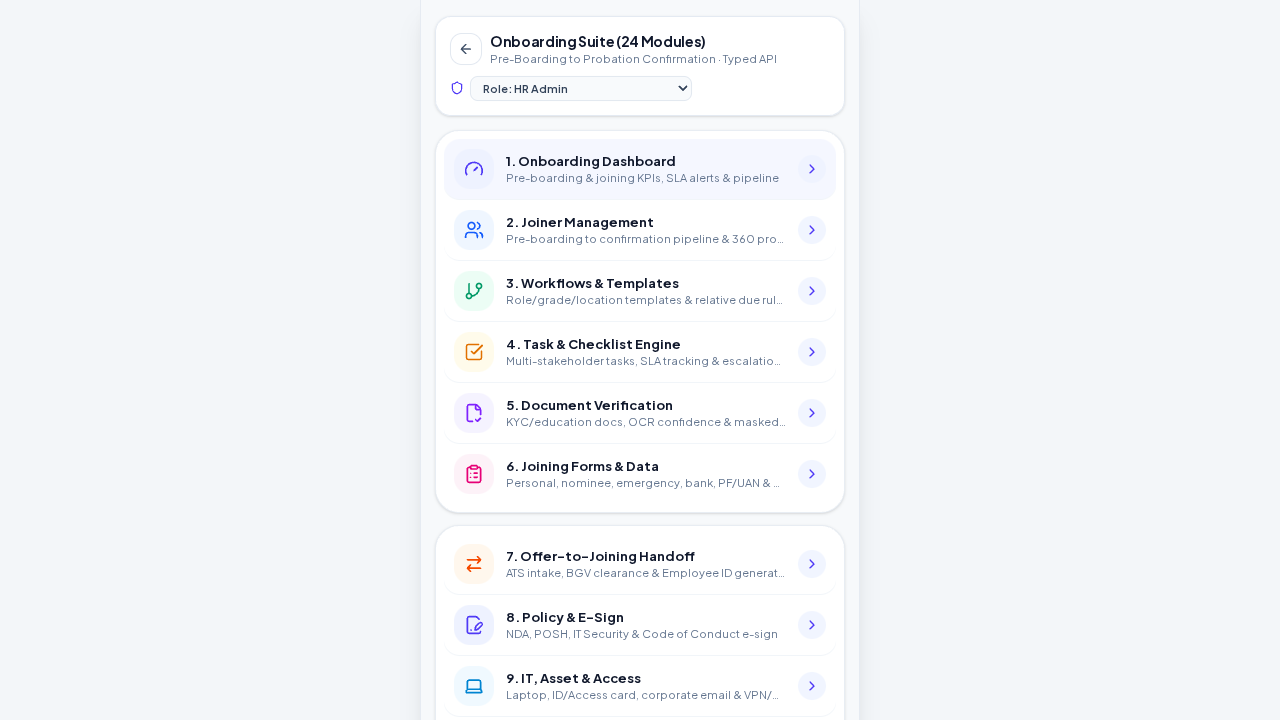 Onboarding Suite (24 Modules)
Pre-Boarding to Probation Confirmation · Typed API
Role: HR Admin
1. Onboarding Dashboard
Pre-boarding & joining KPIs, SLA alerts & pipeline
2. Joiner Management
Pre-boarding to confirmation pipeline & 360 pro...
3. Workflows & Templates
Role/grade/location templates & relative due rul...
4. Task & Checklist Engine
Multi-stakeholder tasks, SLA tracking & escalatio...
5. Document Verification
KYC/education docs, OCR confidence & masked...
6. Joining Forms & Data
Personal, nominee, emergency, bank, PF/UAN & ...
7. Offer-to-Joining Handoff
ATS intake, BGV clearance & Employee ID generat...
8. Policy & E-Sign
NDA, POSH, IT Security & Code of Conduct e-sign
9. IT, Asset & Access
Laptop, ID/Access card, corporate email & VPN/...